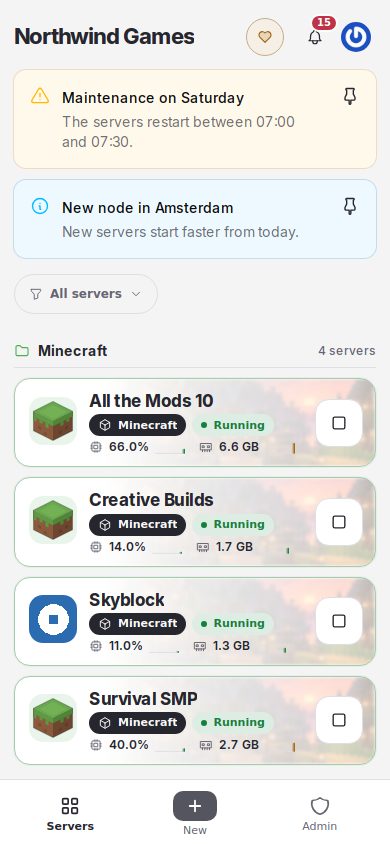 Northwind Games
15
Maintenance on Saturday
The servers restart between 07:00
and 07:30.
New node in Amsterdam
New servers start faster from today.
All servers
Minecraft
4 servers
All the Mods 10
Minecraft
Running
66.0%
6.6 GB
Creative Builds
Minecraft
Running
14.0%
1.7 GB
Skyblock
Minecraft
Running
11.0%
1.3 GB
Survival SMP
Minecraft
Running
40.0%
2.7 GB
Servers
New
Admin